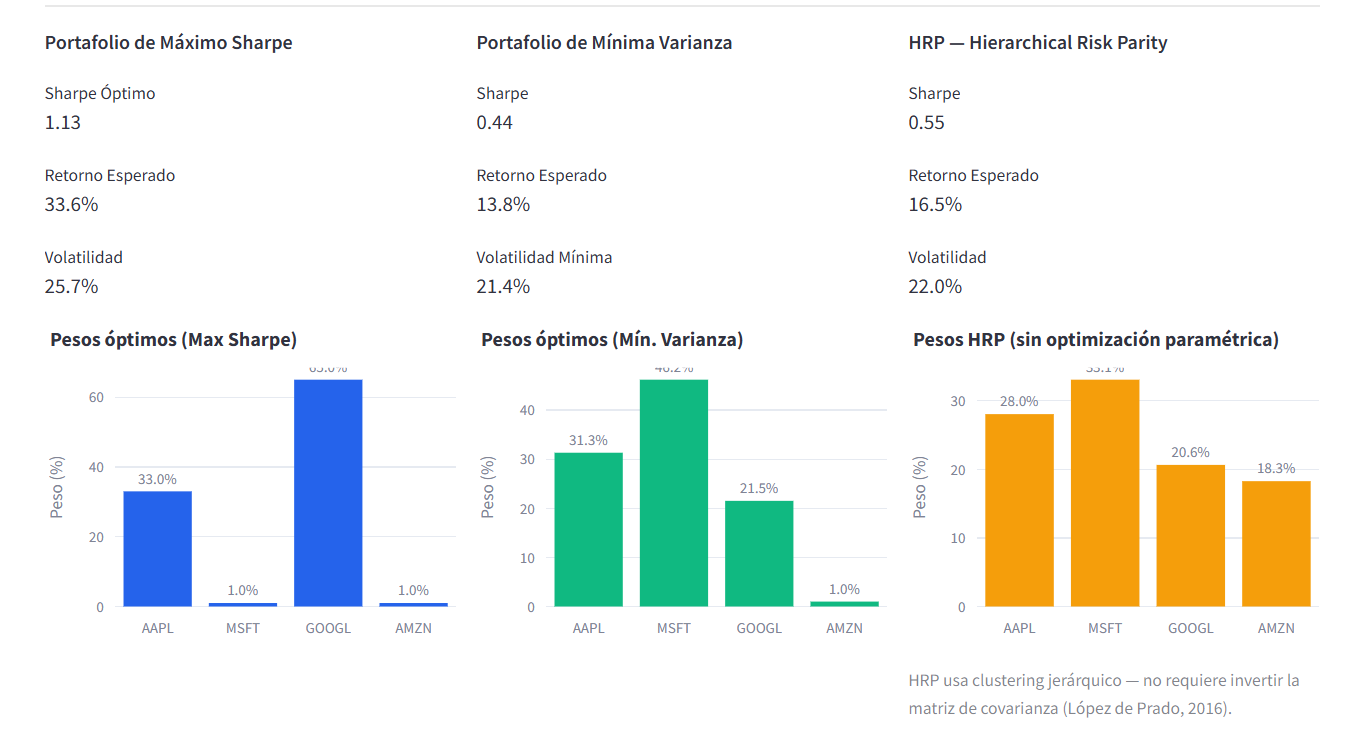 Portafolio de Máximo Sharpe
Sharpe Óptimo
1.13
Retorno Esperado
33.6%
Volatilidad
25.7%
Pesos óptimos (Max Sharpe)
Peso (%)
60
40
20
0
33.0%
1.0%
65.0%
1.0%
AAPL
MSFT
GOOGL
AMZN
Portafolio de Mínima Varianza
Sharpe
0.44
Retorno Esperado
13.8%
Volatilidad Mínima
21.4%
Pesos óptimos (Mín. Varianza)
Peso (%)
40
30
20
10
0
31.3%
46.2%
21.5%
1.0%
AAPL
MSFT
GOOGL
AMZN
HRP — Hierarchical Risk Parity
Sharpe
0.55
Retorno Esperado
16.5%
Volatilidad
22.0%
Pesos HRP (sin optimización paramétrica)
Peso (%)
30
20
10
0
28.0%
33.1%
20.6%
18.3%
AAPL
MSFT
GOOGL
AMZN
HRP usa clustering jerárquico — no requiere invertir la
matriz de covarianza (López de Prado, 2016).